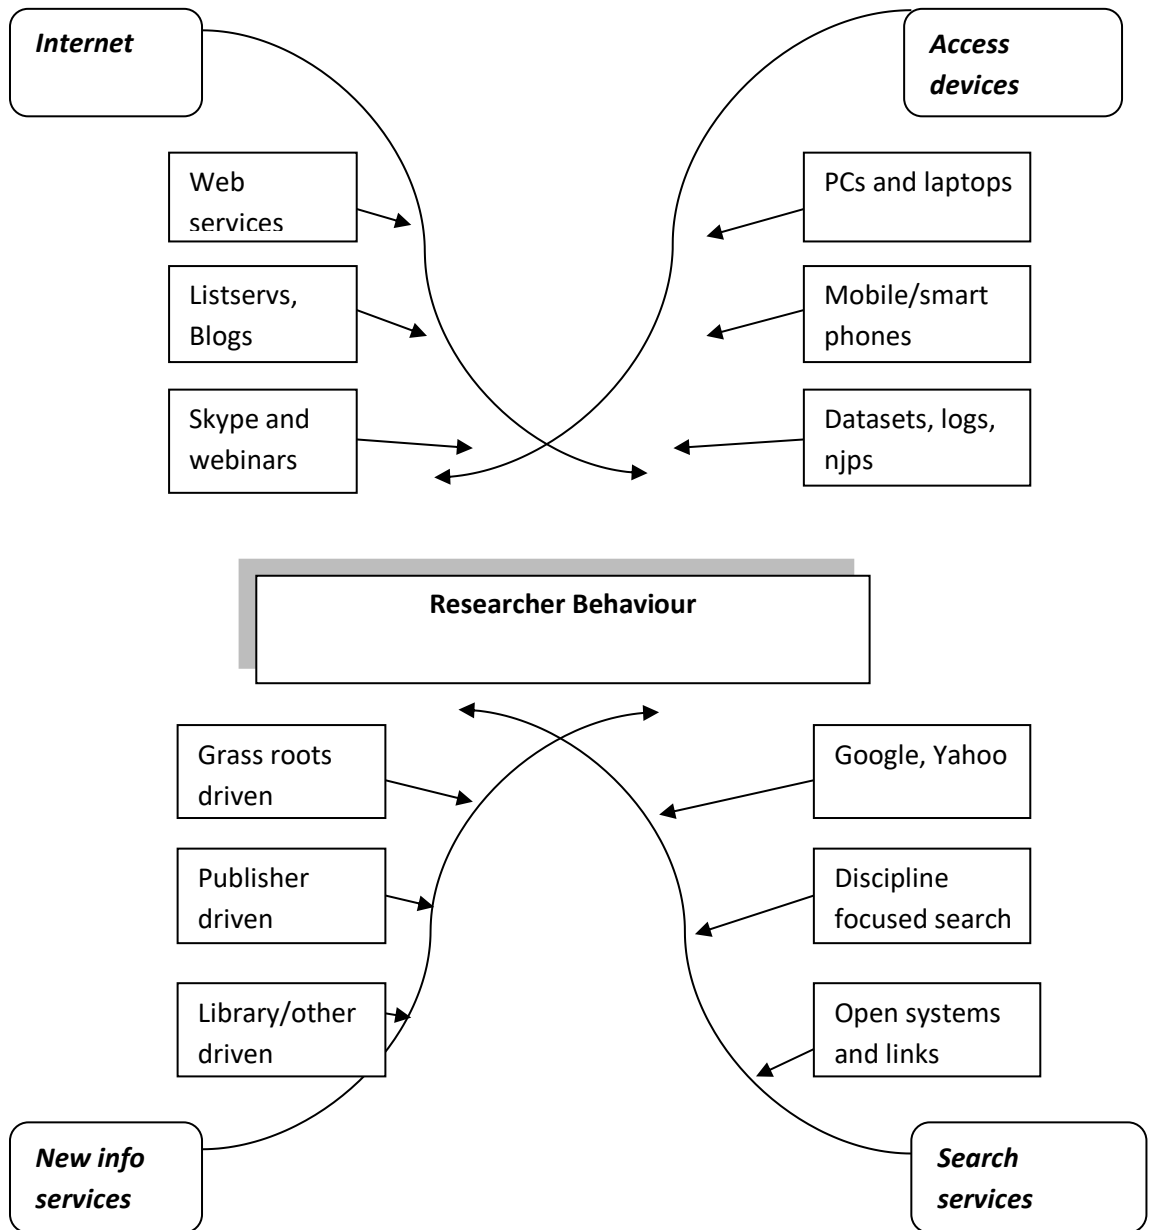 Internet
Access
devices
Web
services
PCs and laptops
Listservs,
Blogs
Mobile/smart
phones
Skype and
webinars
Datasets, logs,
njps
Researcher Behaviour
Grass roots
driven
Google, Yahoo
Publisher
driven
Discipline
focused search
Library/other
driven
Open systems
and links
New info
services
Search
services